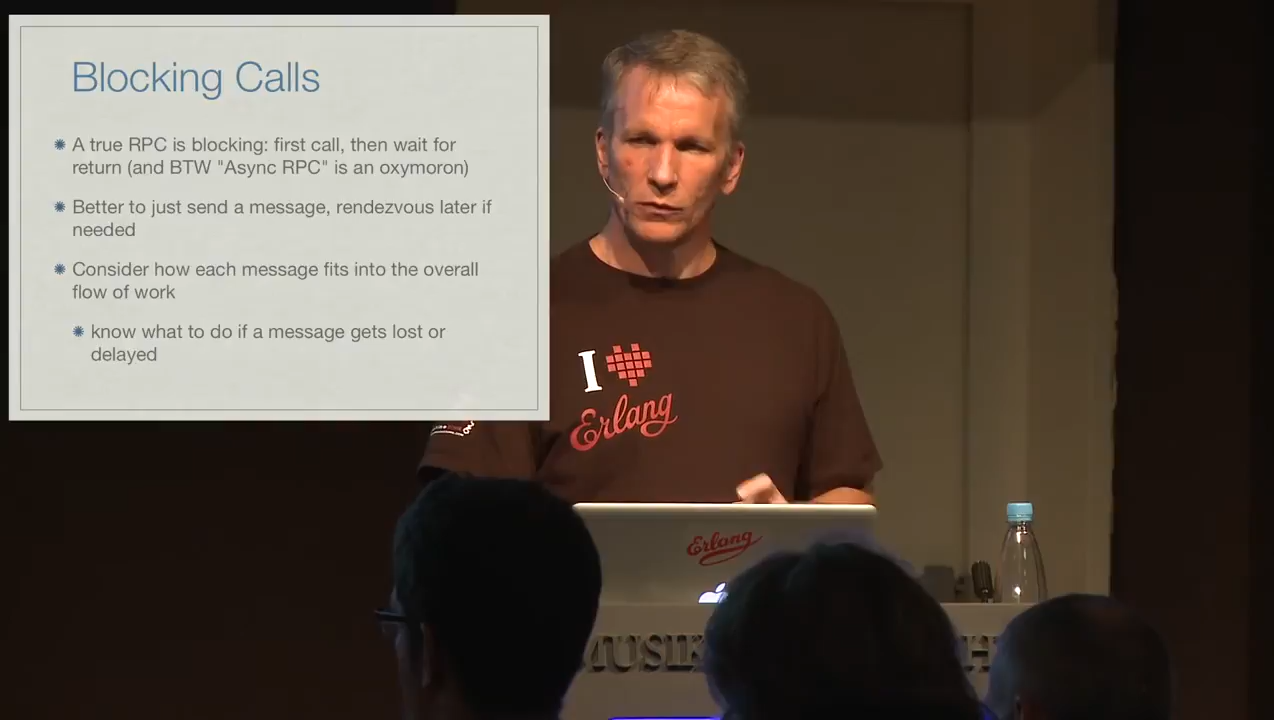 Blocking Calls
A true RPC is blocking: first call, then wait for
return (and BTW "Async RPC" is an oxymoron)
Better to just send a message, rendezvous later if
needed
Consider how each message fits into the overall
flow of work
know what to do if a message gets lost or
delayed
I
Erlang
Erlang
MUSIK
H